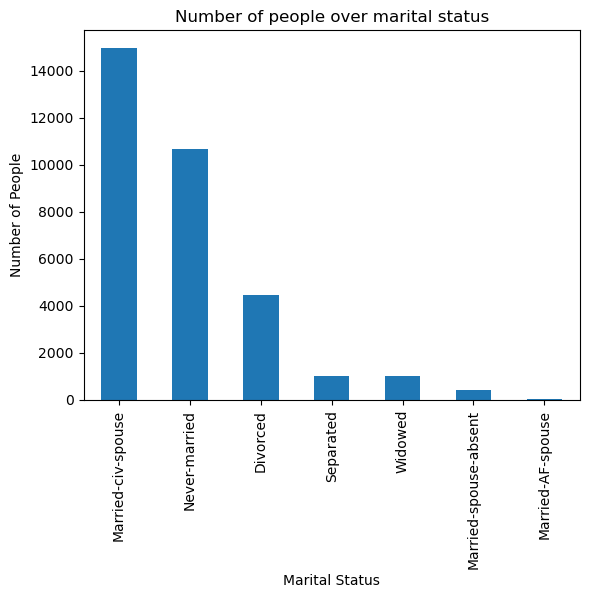 Number of people over marital status
Number of People
14000
12000
10000
8000
6000
4000
2000
0
Married-civ-spouse
Never-married
Divorced
Separated
Widowed
Married-spouse-absent
Married-AF-spouse
Marital Status